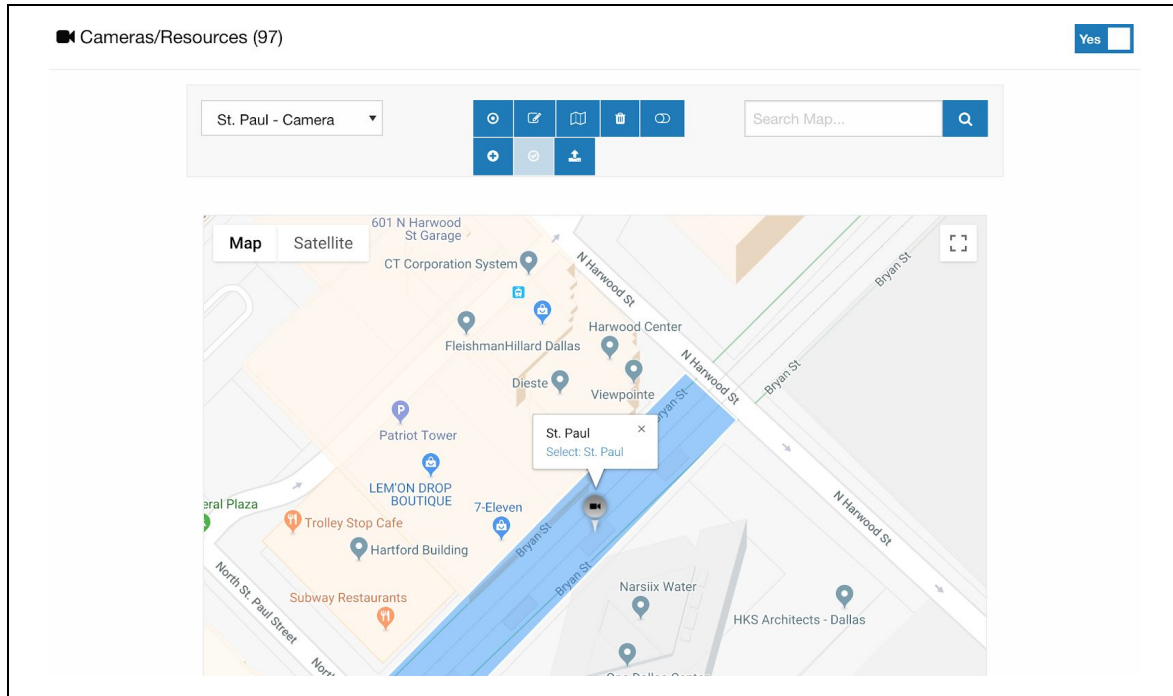 Cameras/Resources (97)
Yes
St. Paul - Camera
Search Map...
Map
Satellite
601 N Harwood
St Garage
CT Corporation System
N Harwood St
Bryan St
FleishmanHillard Dallas
Harwood Center
N Harwood St
Bryan St
Dieste
Viewpointe
Bryan St
P
Patriot Tower
St. Paul
Select: St. Paul
LEM'ON DROP
BOUTIQUE
7-Eleven
eral Plaza
Trolley Stop Cafe
Bryan St
N Harwood St
Hartford Building
Bryan St
North St. Paul Street
Subway Restaurants
Narsiix Water
HKS Architects - Dallas
North